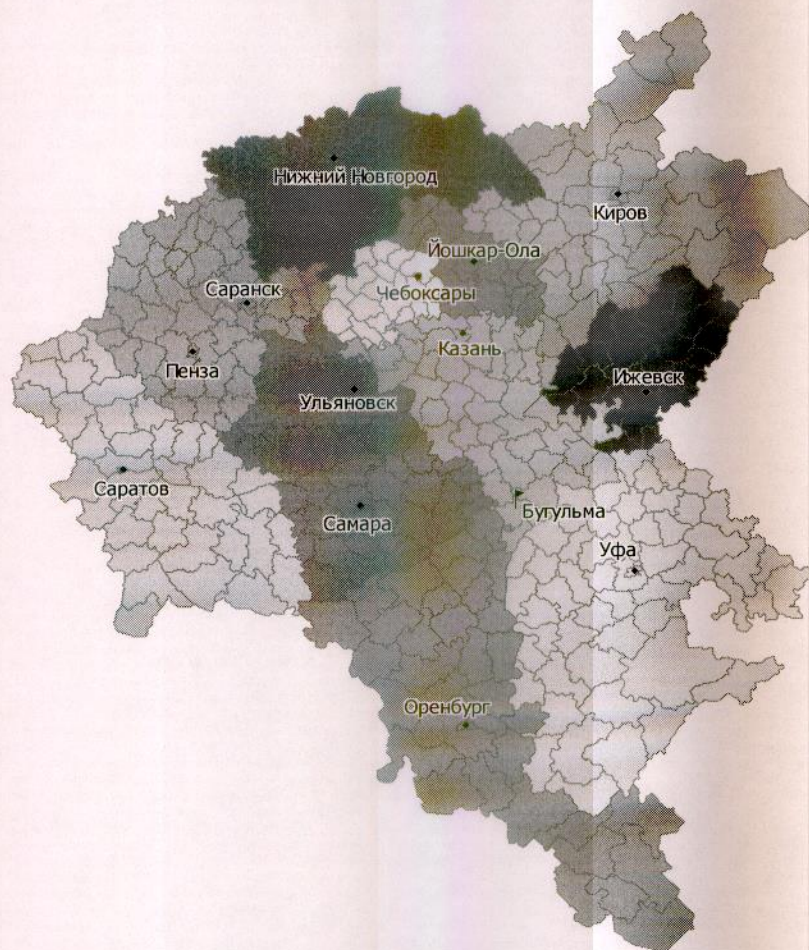 Нижний Новгород
Киров
Йошкар-Ола
Саранск
Чебоксары
Казань
Пенза
Ижевск
Ульяновск
Саратов
Самара
Бугульма
Уфа
Оренбург